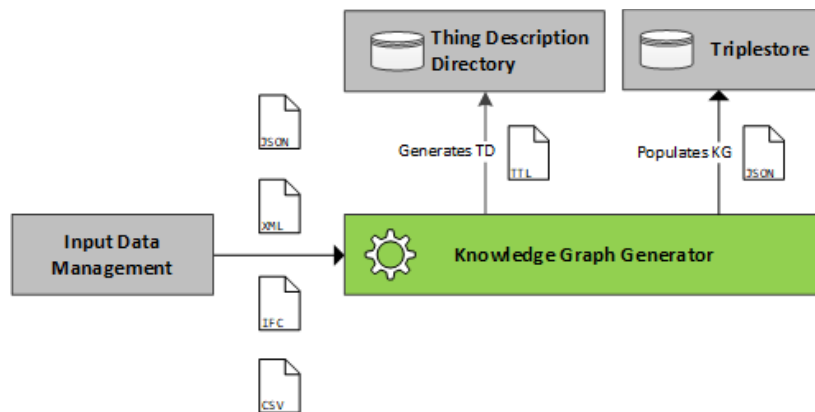 Thing Description
Directory
Triplestore
JSON
Generates TD
TTL
Populates KG
JSON
XML
Input Data
Management
Knowledge Graph Generator
IFC
CSV